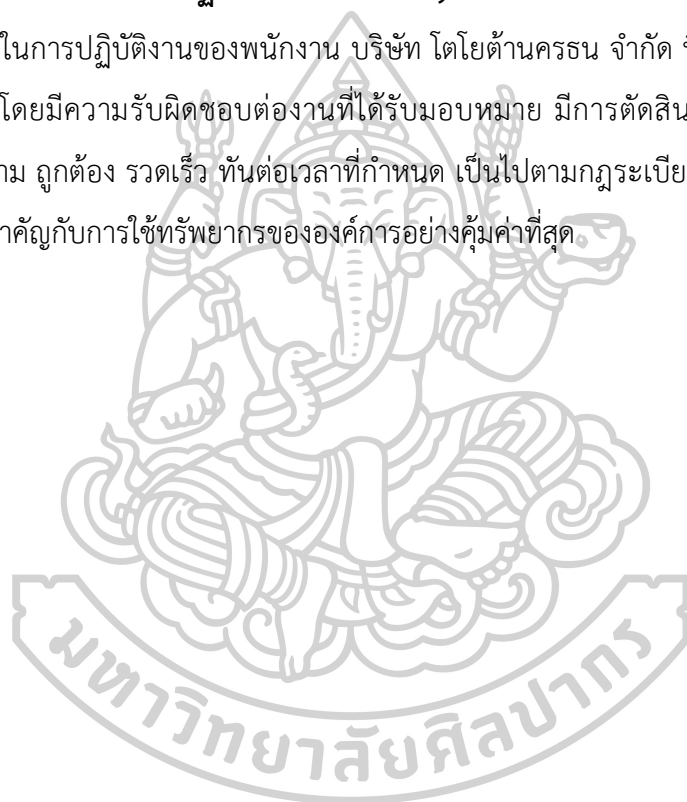 ในการปฏิบัติงานของพนักงาน บริษัท โตโยต้านครธน จำกัด
โดยมีความรับผิดชอบต่องานที่ได้รับมอบหมาย มีการตัดสิน
ถูกต้อง รวดเร็ว ทันต่อเวลาที่กำหนด เป็นไปตามกฎระเบีย
กับการใช้ทรัพยากรขององค์การอย่างคุ้มค่าที่สุด
มหาวิทยาลัยศิลปากร